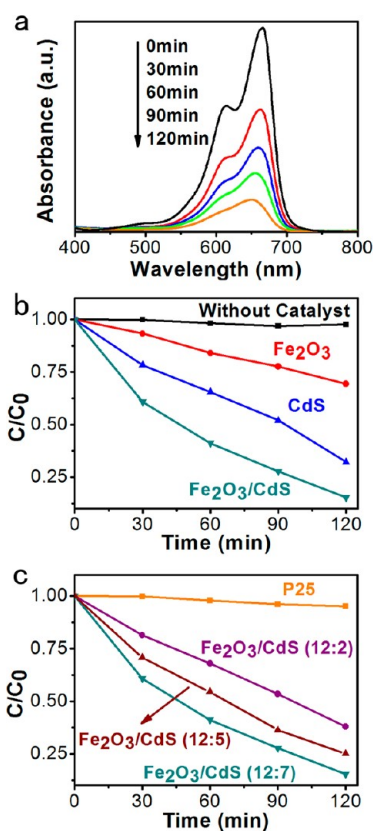 a
0min
30min
60min
90min
120min
Absorbance (a.u.)
400 500 600 700 800
Wavelength (nm)
b
Without Catalyst
Fe₂O₃
CdS
Fe₂O₃/CdS
1.00
0.75
0.50
0.25
C/C₀
0 30 60 90 120
Time (min)
c
P25
Fe₂O₃/CdS (12:2)
Fe₂O₃/CdS (12:5)
Fe₂O₃/CdS (12:7)
1.00
0.75
0.50
0.25
C/C₀
0 30 60 90 120
Time (min)